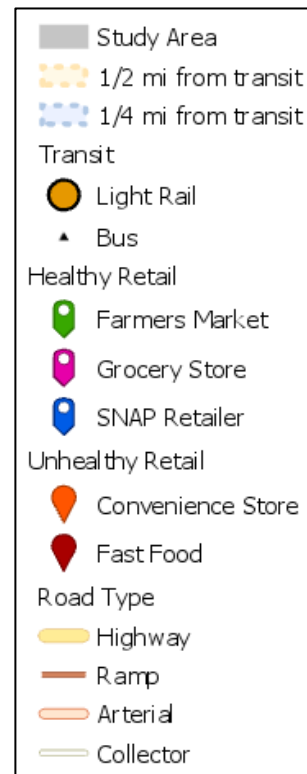 Study Area
1/2 mi from transit
1/4 mi from transit
Transit
Light Rail
Bus
Healthy Retail
Farmers Market
Grocery Store
SNAP Retailer
Unhealthy Retail
Convenience Store
Fast Food
Road Type
Highway
Ramp
Arterial
Collector